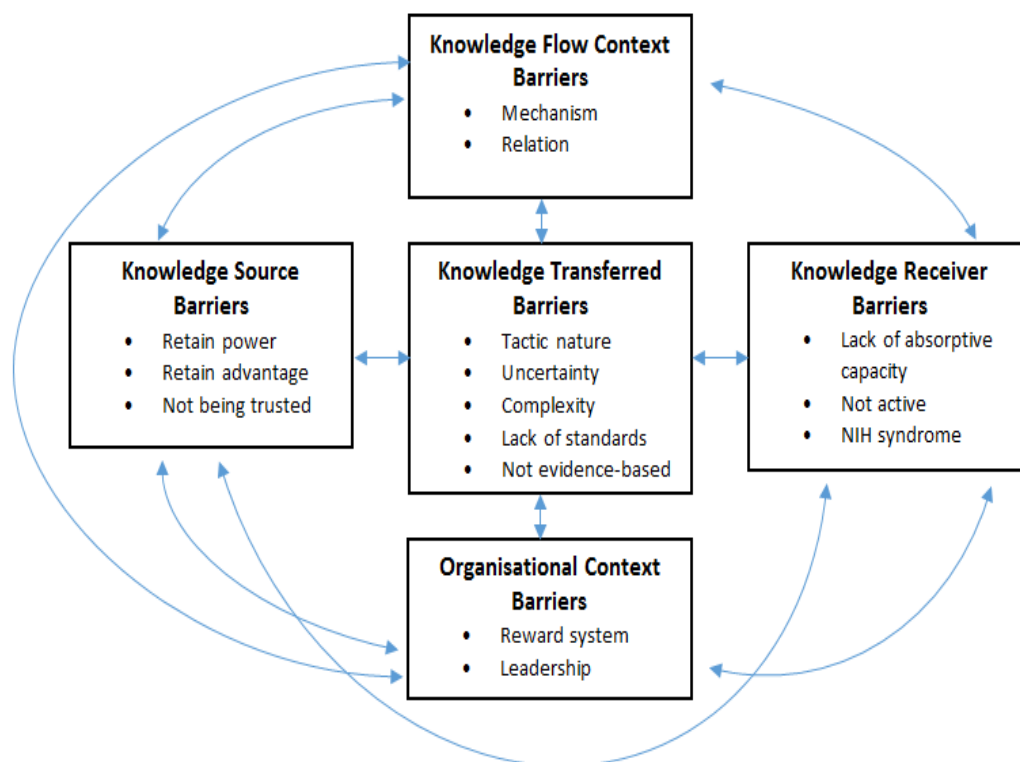 Knowledge Flow Context
Barriers
• Mechanism
• Relation
Knowledge Source
Barriers
• Retain power
• Retain advantage
• Not being trusted
Knowledge Transferred
Barriers
• Tactic nature
• Uncertainty
• Complexity
• Lack of standards
• Not evidence-based
Knowledge Receiver
Barriers
• Lack of absorptive
capacity
• Not active
• NIH syndrome
Organisational Context
Barriers
• Reward system
• Leadership